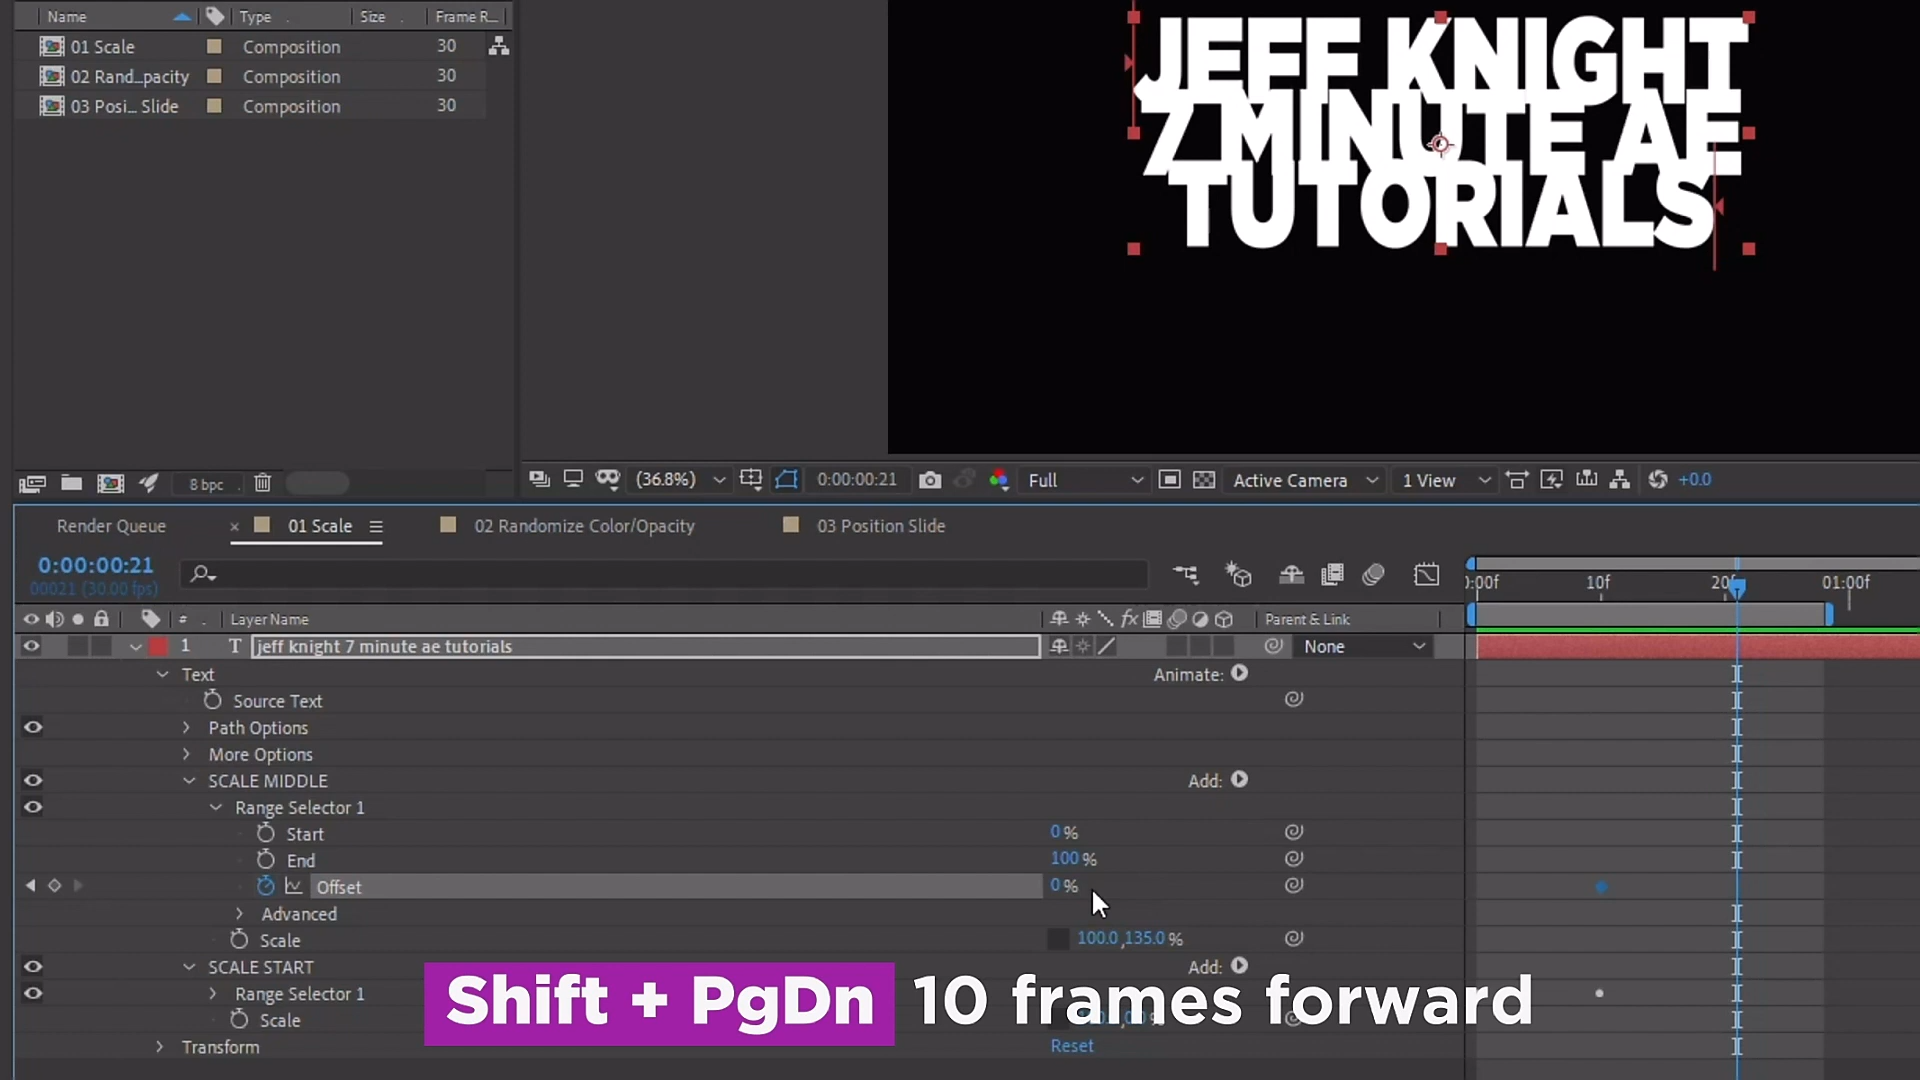 Name Type Size Frame R...
01 Scale Composition 30
02 Rand_pacity Composition 30
03 Posi... Slide Composition 30
JEFF KNIGHT
7 MINUTE AE
TUTORIALS
8 bpc
(36.8%) 0:00:00:21 Full Active Camera 1 View +0.0
Render Queue × 01 Scale 02 Randomize Color/Opacity 03 Position Slide
0:00:00:21
00021 (30.00 fps)
):00f 10f 20f 01:00f
# Layer Name fx Parent & Link
1 T jeff knight 7 minute ae tutorials None
Text Animate:
Source Text
Path Options
More Options
SCALE MIDDLE Add:
Range Selector 1
Start 0%
End 100%
Offset 0%
Advanced
Scale 100.0,135.0%
SCALE START Add:
Range Selector 1
Scale
Shift + PgDn 10 frames forward
Transform Reset